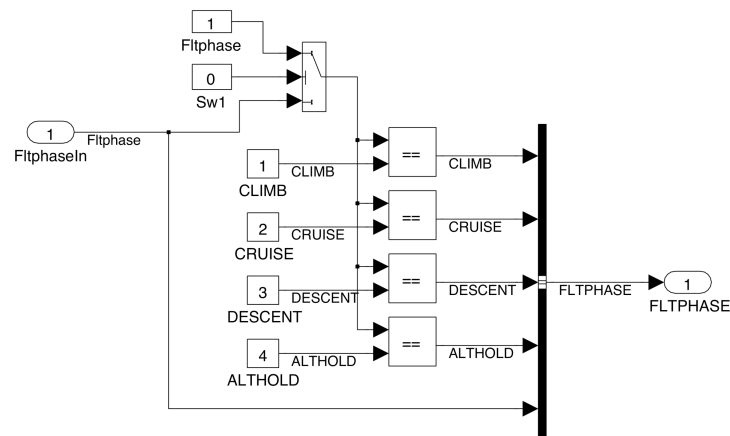 1
Fltphase
0
Sw1
1
Fltphase
FltphaseIn
==
CLIMB
1
CLIMB
CLIMB
==
CRUISE
2
CRUISE
CRUISE
==
DESCENT
3
DESCENT
DESCENT
FLTPHASE
1
FLTPHASE
==
ALTHOLD
4
ALTHOLD
ALTHOLD